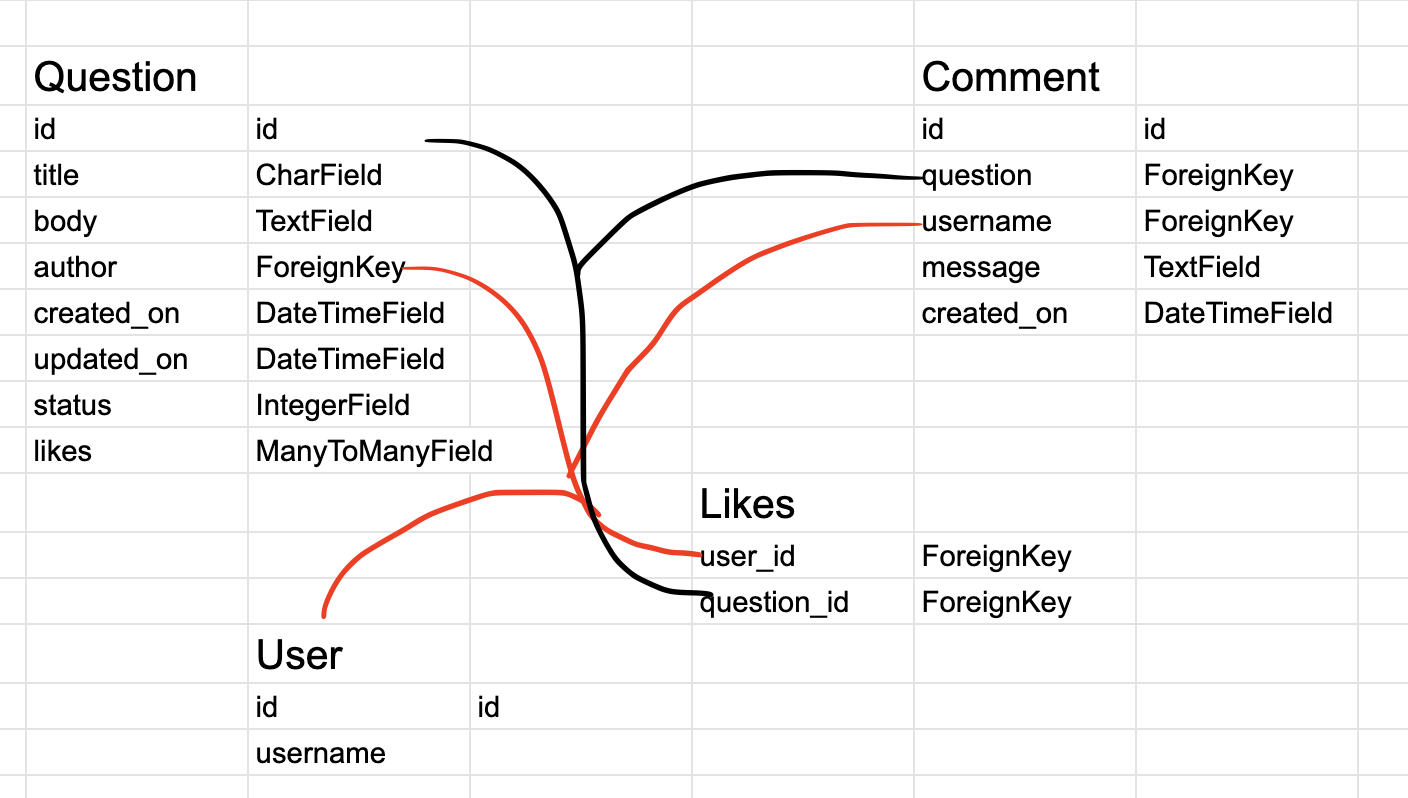 Question
id id
title CharField
body TextField
author ForeignKey
created_on DateTimeField
updated_on DateTimeField
status IntegerField
likes ManyToManyField
Comment
id id
question ForeignKey
username ForeignKey
message TextField
created_on DateTimeField
Likes
user_id ForeignKey
question_id ForeignKey
User
id id
username